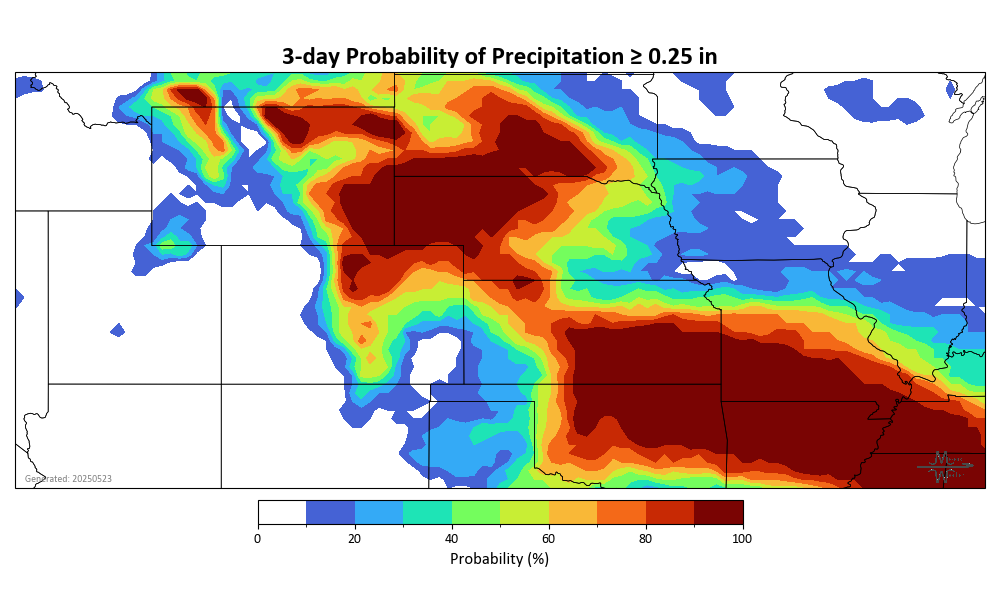 3-day Probability of Precipitation ≥ 0.25 in
Generated: 20250523
0 20 40 60 80 100
Probability (%)